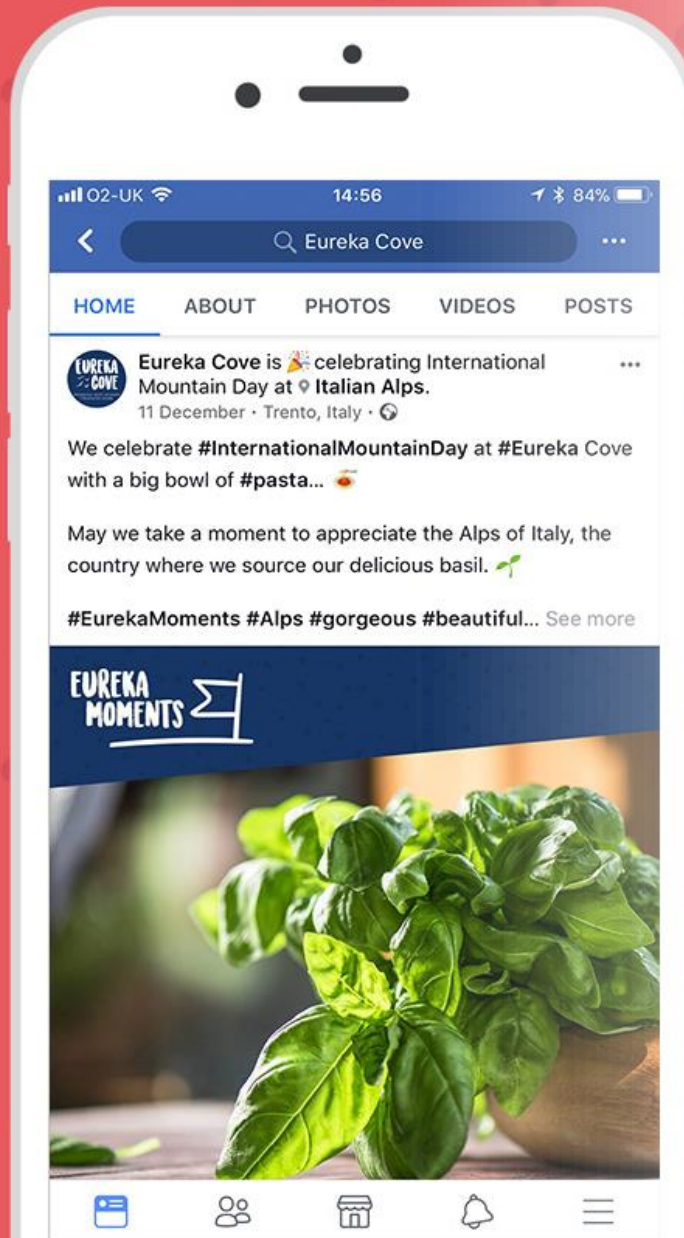 O2-UK 14:56 84%
Eureka Cove
HOME ABOUT PHOTOS VIDEOS POSTS
EUREKA
COVE
Eureka Cove is 🎉 celebrating International
Mountain Day at Italian Alps.
11 December · Trento, Italy ·
We celebrate #InternationalMountainDay at #Eureka Cove
with a big bowl of #pasta... 🍝
May we take a moment to appreciate the Alps of Italy, the
country where we source our delicious basil. 🌱
#EurekaMoments #Alps #gorgeous #beautiful... See more
EUREKA
MOMENTS